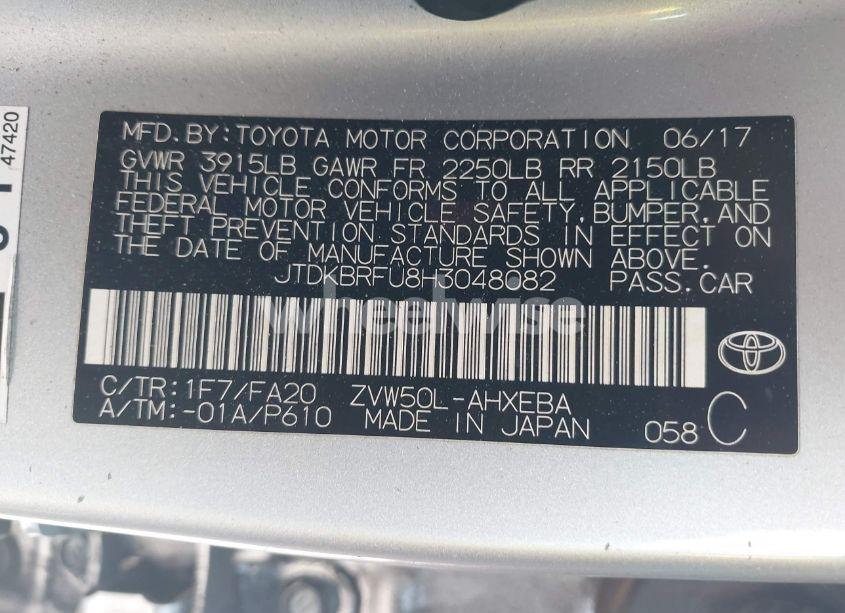 47420
MFD.BY:TOYOTA MOTOR CORPORATION 06/17
GVWR 3915LB GAWR FR 2250LB RR 2150LB
THIS VEHICLE CONFORMS TO ALL APPLICABLE
FEDERAL MOTOR VEHICLE SAFETY,BUMPER,AND
THEFT PREVENTION STANDARDS IN EFFECT ON
THE DATE OF MANUFACTURE SHOWN ABOVE.
JTDKBRFU8H3048082 PASS.CAR
wheelwise
C/TR:1F7/FA20 ZVW50L-AHXEBA
A/TM:-01A/P610 MADE IN JAPAN 058 C